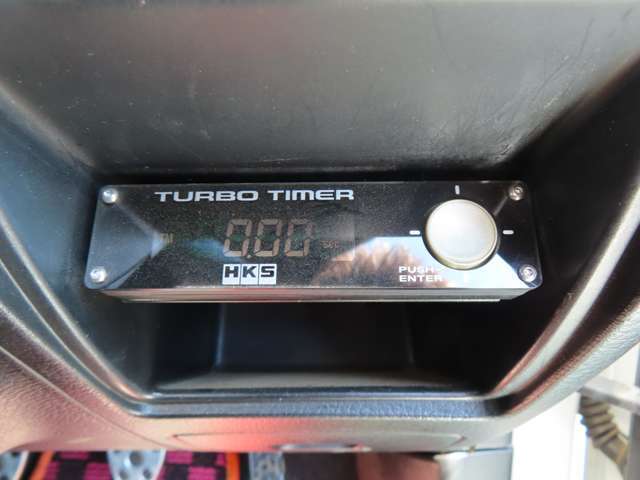 TURBO TIMER
0.00
HKS
PUSH
ENTER